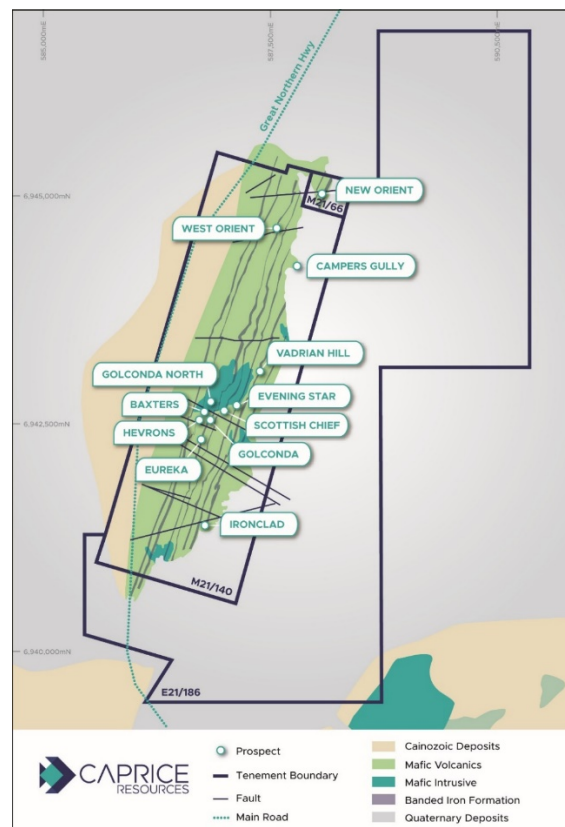 585,000mE
587,500mE
590,500mE
Great Northern Hwy
6,945,000mN
NEW ORIENT
M21/66
WEST ORIENT
CAMPERS GULLY
VADRIAN HILL
GOLCONDA NORTH
EVENING STAR
BAXTERS
6,942,500mN
SCOTTISH CHIEF
HEVRONS
GOLCONDA
EUREKA
IRONCLAD
M21/140
6,940,000mN
E21/186
CAPRICE
RESOURCES
Prospect
Tenement Boundary
Fault
Main Road
Cainozoic Deposits
Mafic Volcanics
Mafic Intrusive
Banded Iron Formation
Quaternary Deposits